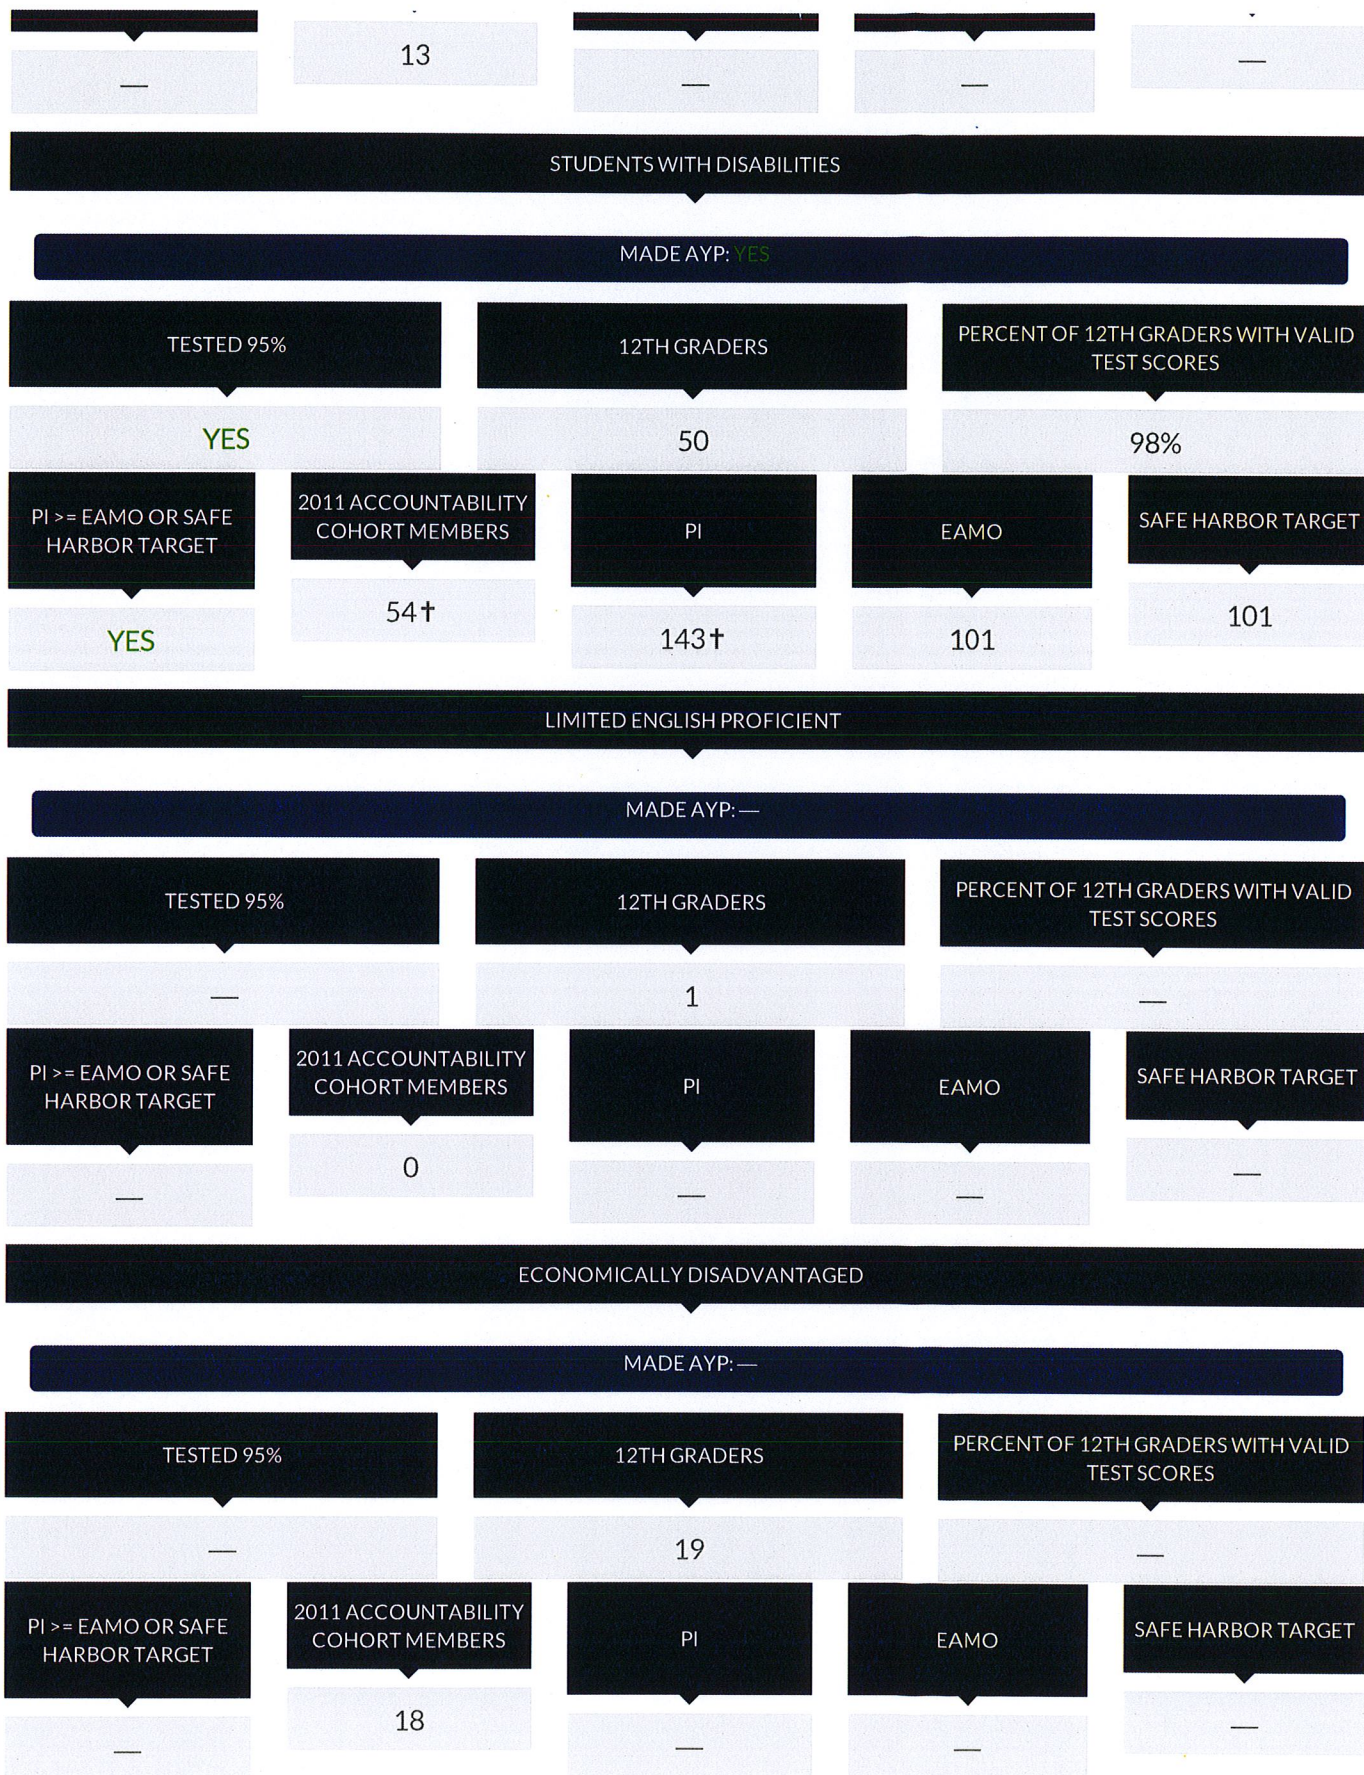 — 13 — — —
STUDENTS WITH DISABILITIES
MADE AYP: YES
TESTED 95% 12TH GRADERS PERCENT OF 12TH GRADERS WITH VALID
TEST SCORES
YES 50 98%
PI >= EAMO OR SAFE
HARBOR TARGET
2011 ACCOUNTABILITY
COHORT MEMBERS
PI
EAMO
SAFE HARBOR TARGET
YES 54† 143† 101 101
LIMITED ENGLISH PROFICIENT
MADE AYP: —
TESTED 95% 12TH GRADERS PERCENT OF 12TH GRADERS WITH VALID
TEST SCORES
— 1 —
PI >= EAMO OR SAFE
HARBOR TARGET
2011 ACCOUNTABILITY
COHORT MEMBERS
PI
EAMO
SAFE HARBOR TARGET
— 0 — — —
ECONOMICALLY DISADVANTAGED
MADE AYP: —
TESTED 95% 12TH GRADERS PERCENT OF 12TH GRADERS WITH VALID
TEST SCORES
— 19 —
PI >= EAMO OR SAFE
HARBOR TARGET
2011 ACCOUNTABILITY
COHORT MEMBERS
PI
EAMO
SAFE HARBOR TARGET
— 18 — — —